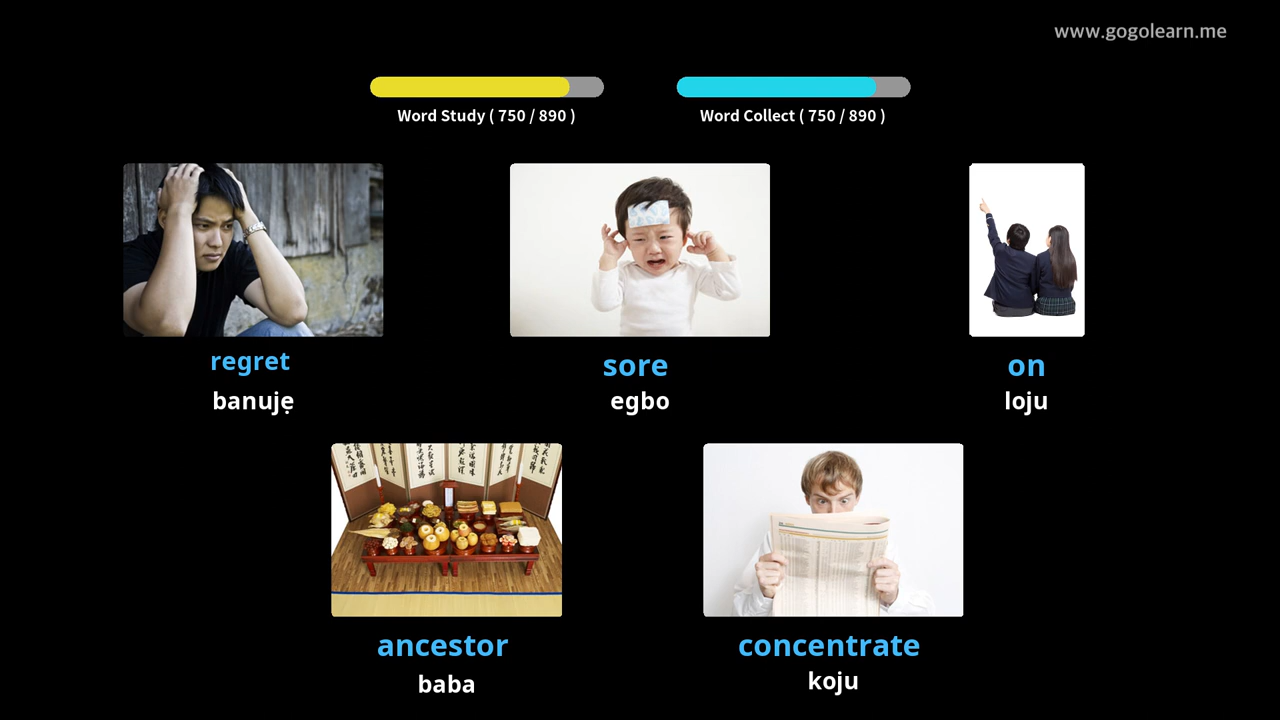 www.gogolearn.me
Word Study ( 750 / 890 )
Word Collect ( 750 / 890 )
regret
banujẹ
sore
egbo
on
loju
ancestor
baba
concentrate
koju